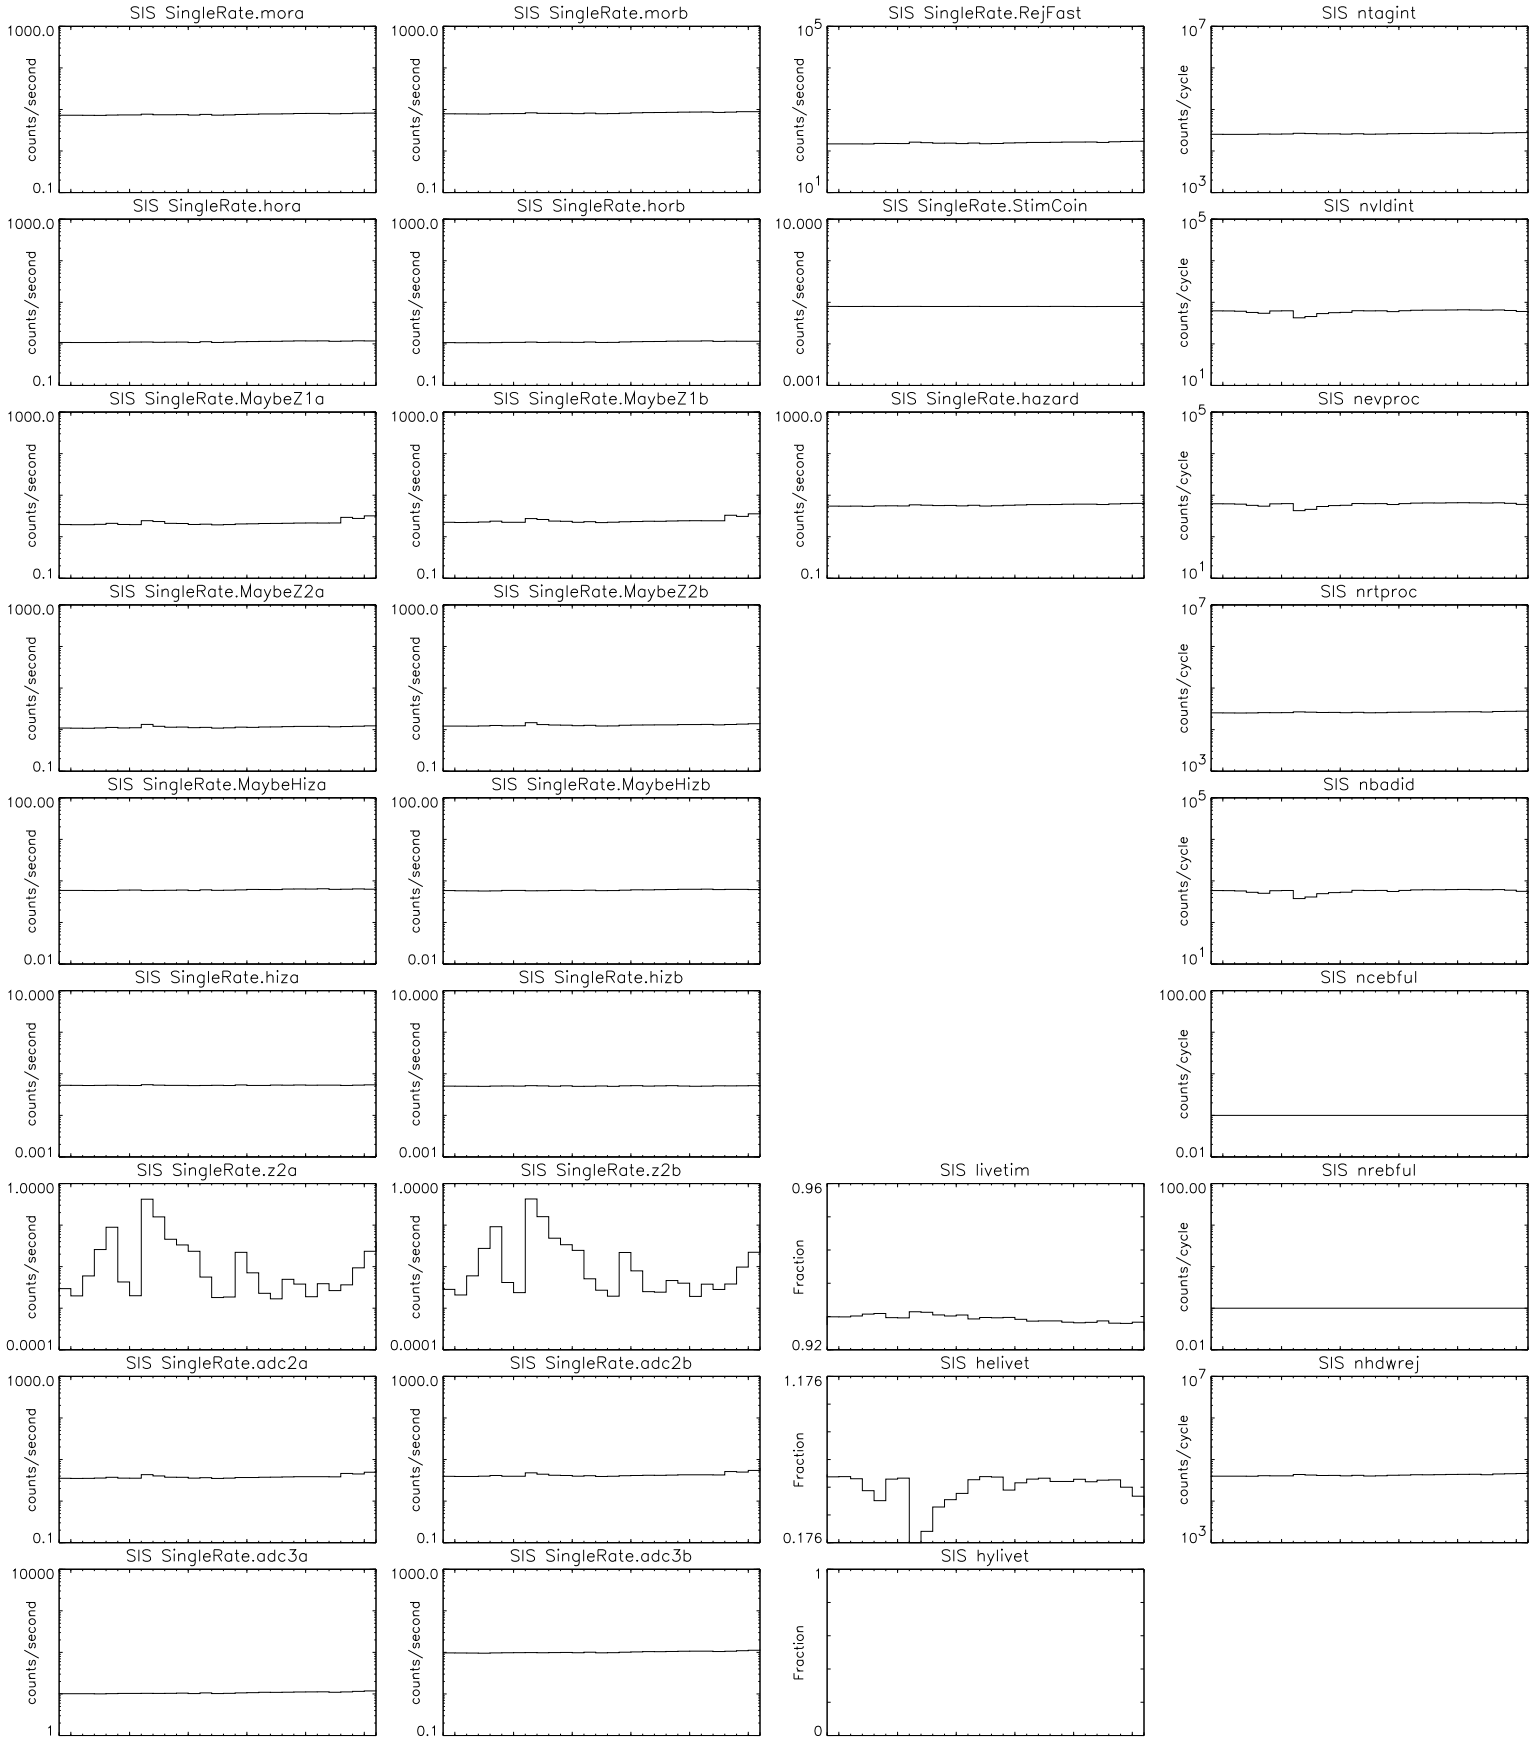 SIS SingleRate.mora
1000.0
counts/second
0.1
SIS SingleRate.morb
1000.0
counts/second
0.1
SIS SingleRate.RejFast
10^5
counts/second
10^1
SIS ntagint
10^7
counts/cycle
10^3
SIS SingleRate.hora
1000.0
counts/second
0.1
SIS SingleRate.horb
1000.0
counts/second
0.1
SIS SingleRate.StimCoin
10.000
counts/second
0.001
SIS nvldint
10^5
counts/cycle
10^1
SIS SingleRate.MaybeZ1a
1000.0
counts/second
0.1
SIS SingleRate.MaybeZ1b
1000.0
counts/second
0.1
SIS SingleRate.hazard
1000.0
counts/second
0.1
SIS nevproc
10^5
counts/cycle
10^1
SIS SingleRate.MaybeZ2a
1000.0
counts/second
0.1
SIS SingleRate.MaybeZ2b
1000.0
counts/second
0.1
SIS nrtproc
10^7
counts/cycle
10^3
SIS SingleRate.MaybeHiza
100.00
counts/second
0.01
SIS SingleRate.MaybeHizb
100.00
counts/second
0.01
SIS nbadid
10^5
counts/cycle
10^1
SIS SingleRate.hiza
10.000
counts/second
0.001
SIS SingleRate.hizb
10.000
counts/second
0.001
SIS ncebful
100.00
counts/cycle
0.01
SIS SingleRate.z2a
1.0000
counts/second
0.0001
SIS SingleRate.z2b
1.0000
counts/second
0.0001
SIS livetim
0.96
Fraction
0.92
SIS nrebful
100.00
counts/cycle
0.01
SIS SingleRate.adc2a
1000.0
counts/second
0.1
SIS SingleRate.adc2b
1000.0
counts/second
0.1
SIS helivet
1.176
Fraction
0.176
SIS nhdwrej
10^7
counts/cycle
10^3
SIS SingleRate.adc3a
10000
counts/second
1
SIS SingleRate.adc3b
1000.0
counts/second
0.1
SIS hylivet
1
Fraction
0